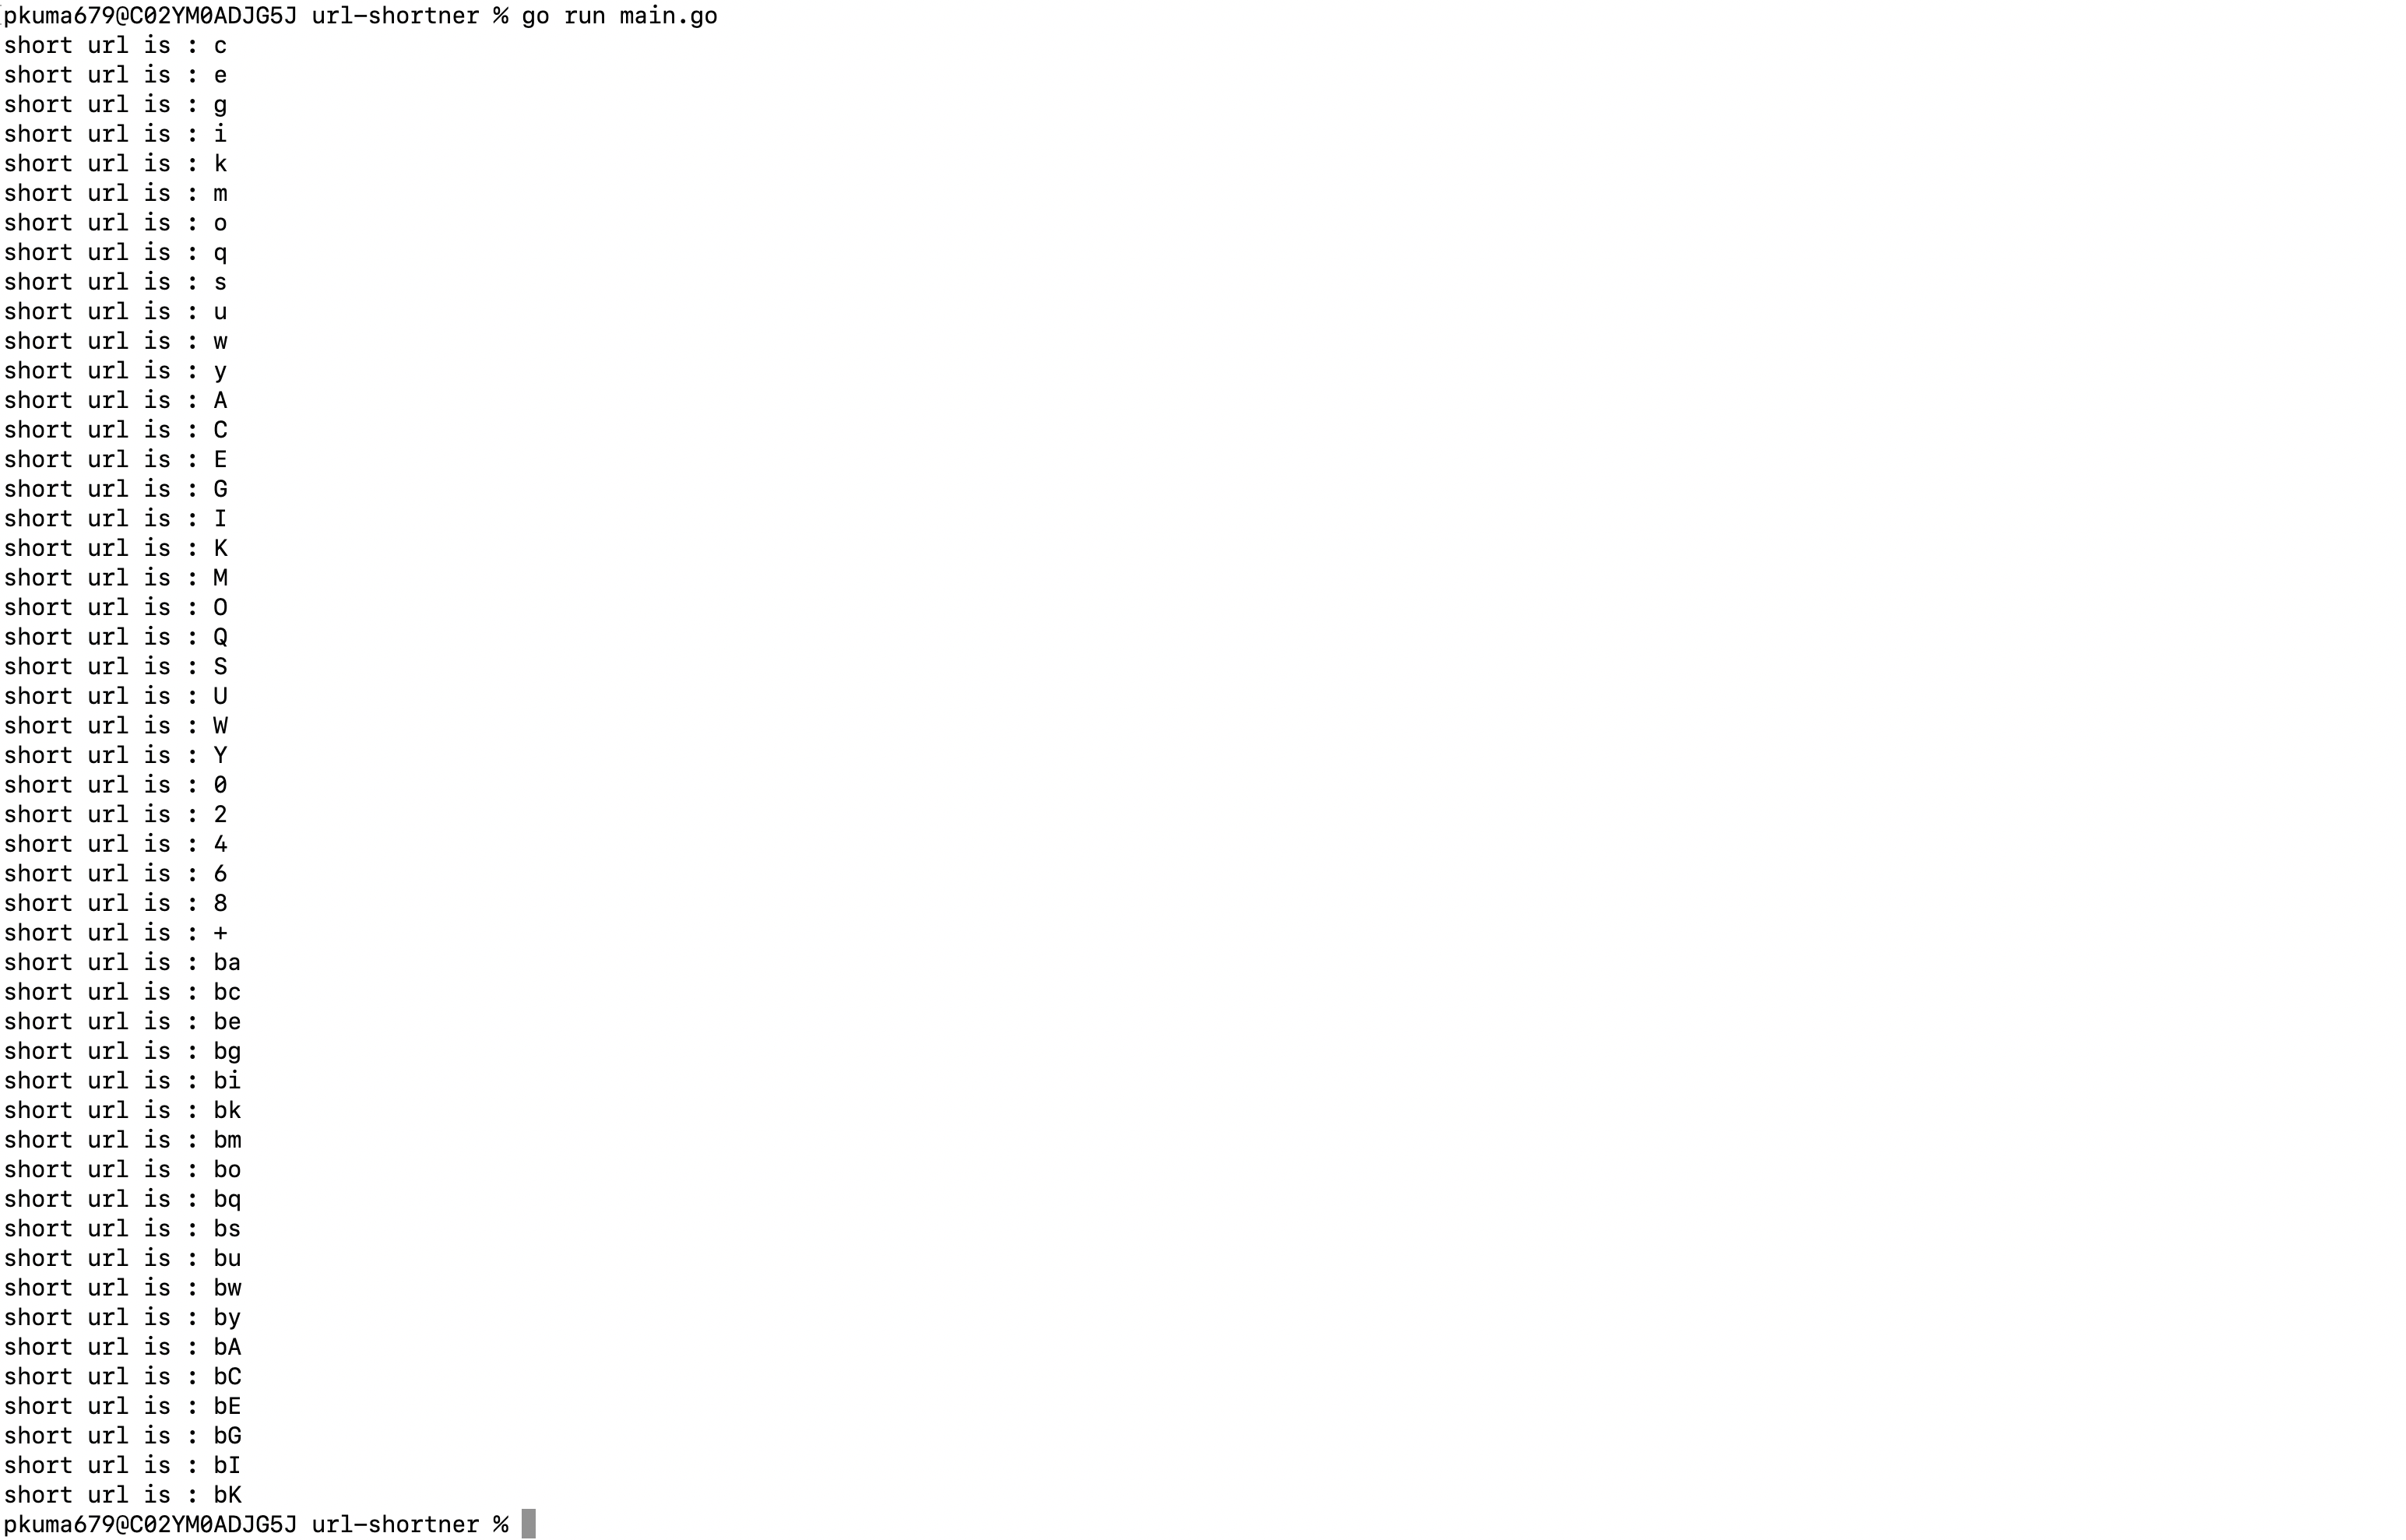 pkuma679@C02YM0ADJG5J url-shortner % go run main.go
short url is : c
short url is : e
short url is : g
short url is : i
short url is : k
short url is : m
short url is : o
short url is : q
short url is : s
short url is : u
short url is : w
short url is : y
short url is : A
short url is : C
short url is : E
short url is : G
short url is : I
short url is : K
short url is : M
short url is : O
short url is : Q
short url is : S
short url is : U
short url is : W
short url is : Y
short url is : 0
short url is : 2
short url is : 4
short url is : 6
short url is : 8
short url is : +
short url is : ba
short url is : bc
short url is : be
short url is : bg
short url is : bi
short url is : bk
short url is : bm
short url is : bo
short url is : bq
short url is : bs
short url is : bu
short url is : bw
short url is : by
short url is : bA
short url is : bC
short url is : bE
short url is : bG
short url is : bI
short url is : bK
pkuma679@C02YM0ADJG5J url-shortner %